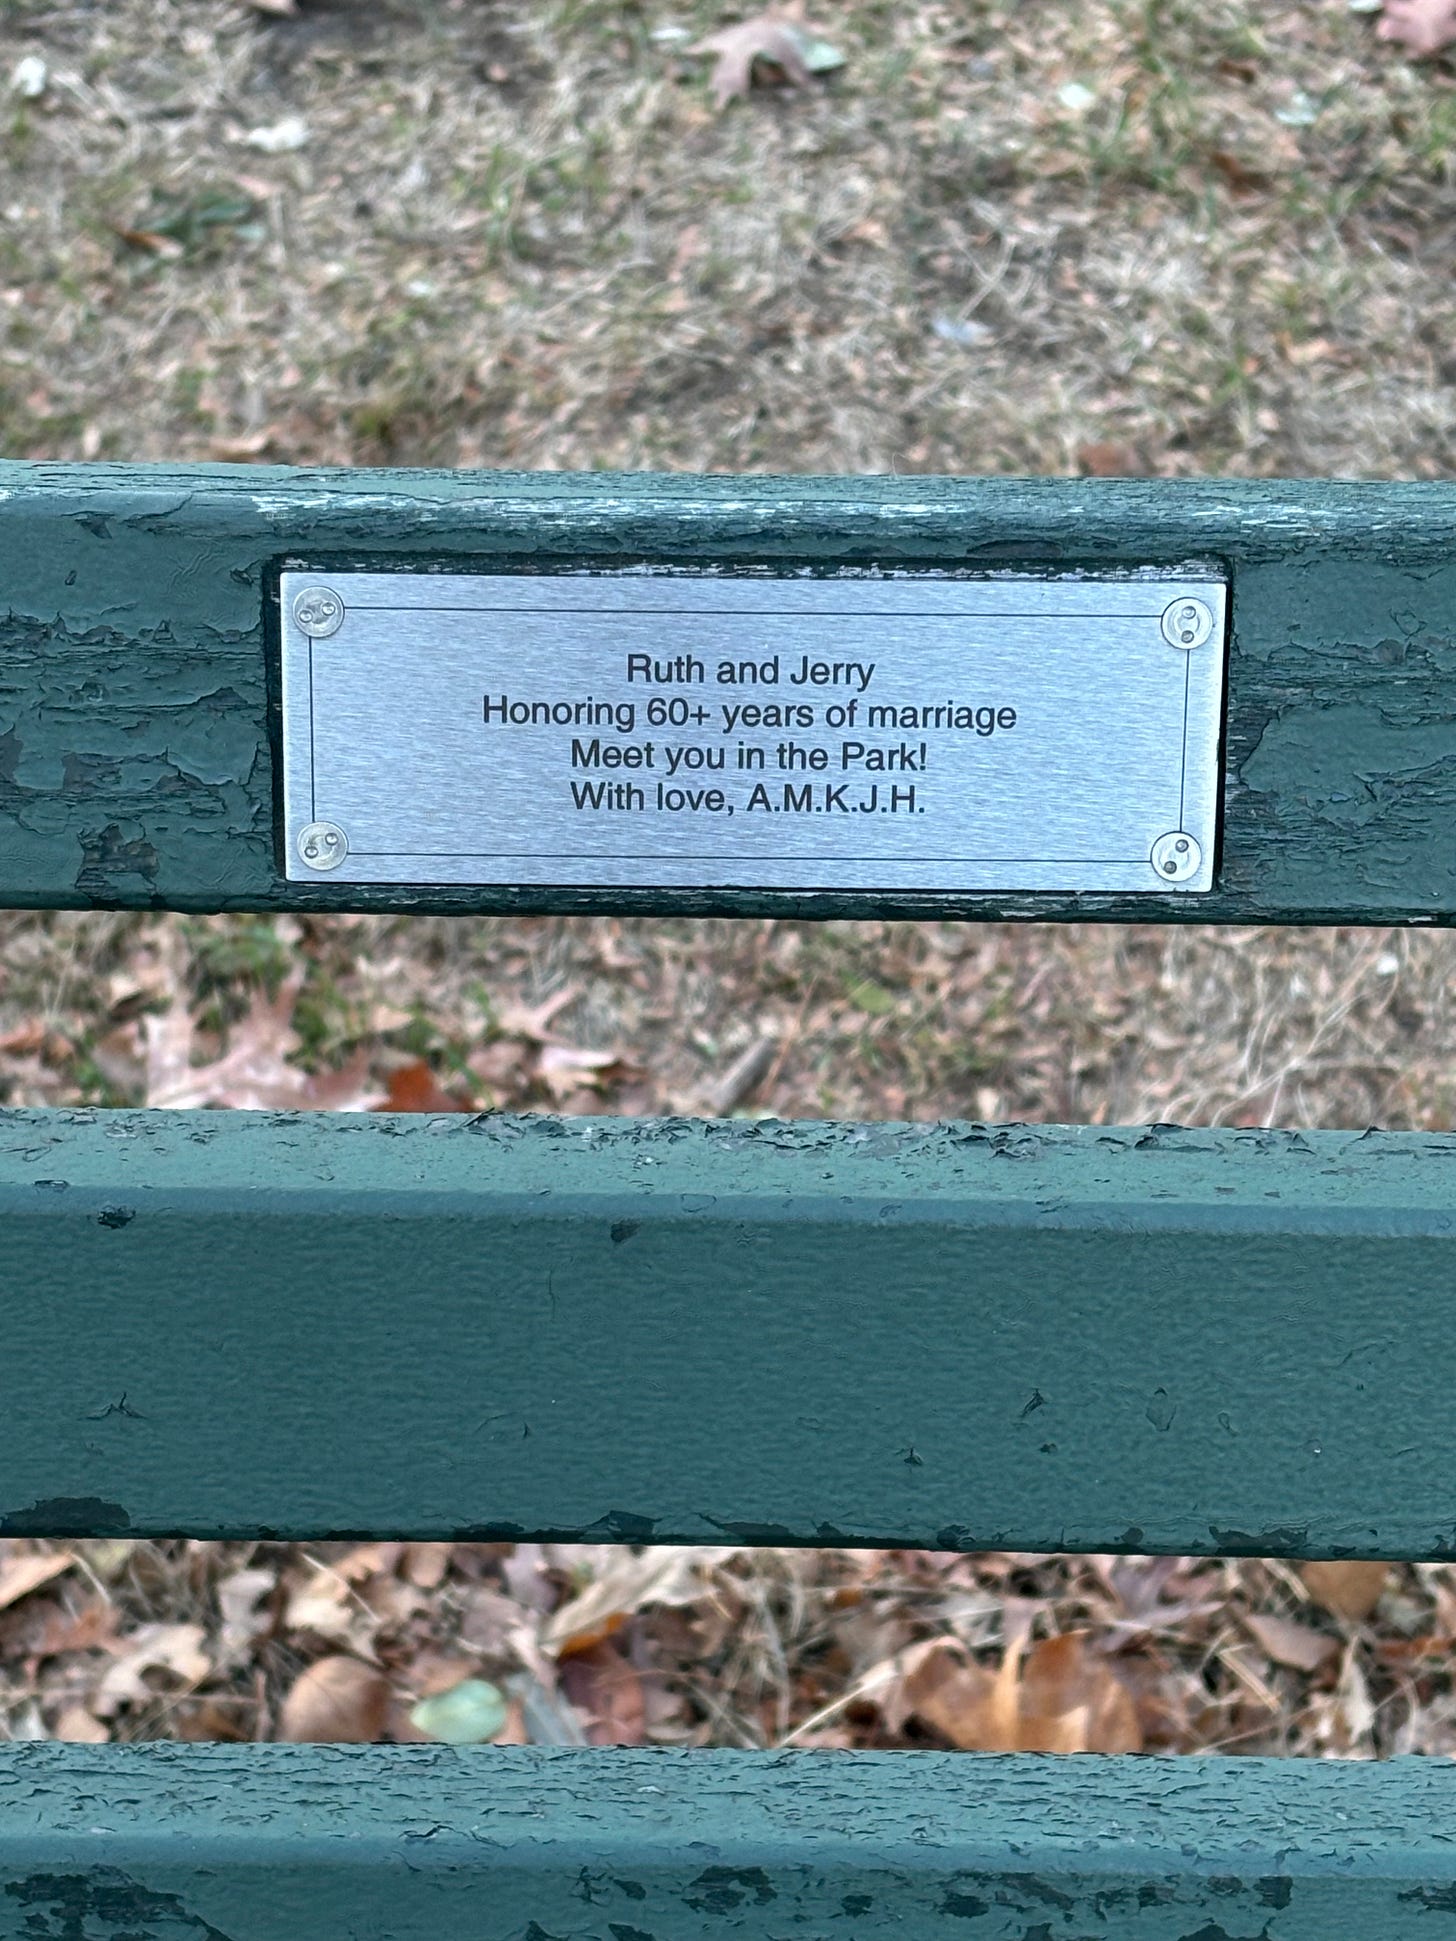 Ruth and Jerry
Honoring 60+ years of marriage
Meet you in the Park!
With love, A.M.K.J.H.